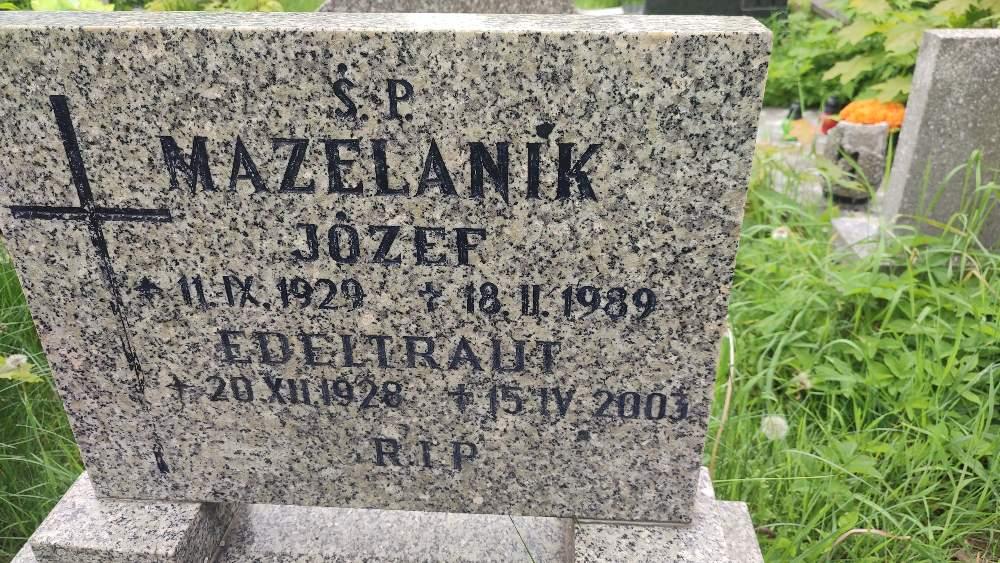 Ś.P.
MAZELANIK
JÓZEF
* 11.IX.1929 † 18.II.1989
EDELTRAUT
† 20 XII 1928 † 15 IV 2003
R.I.P